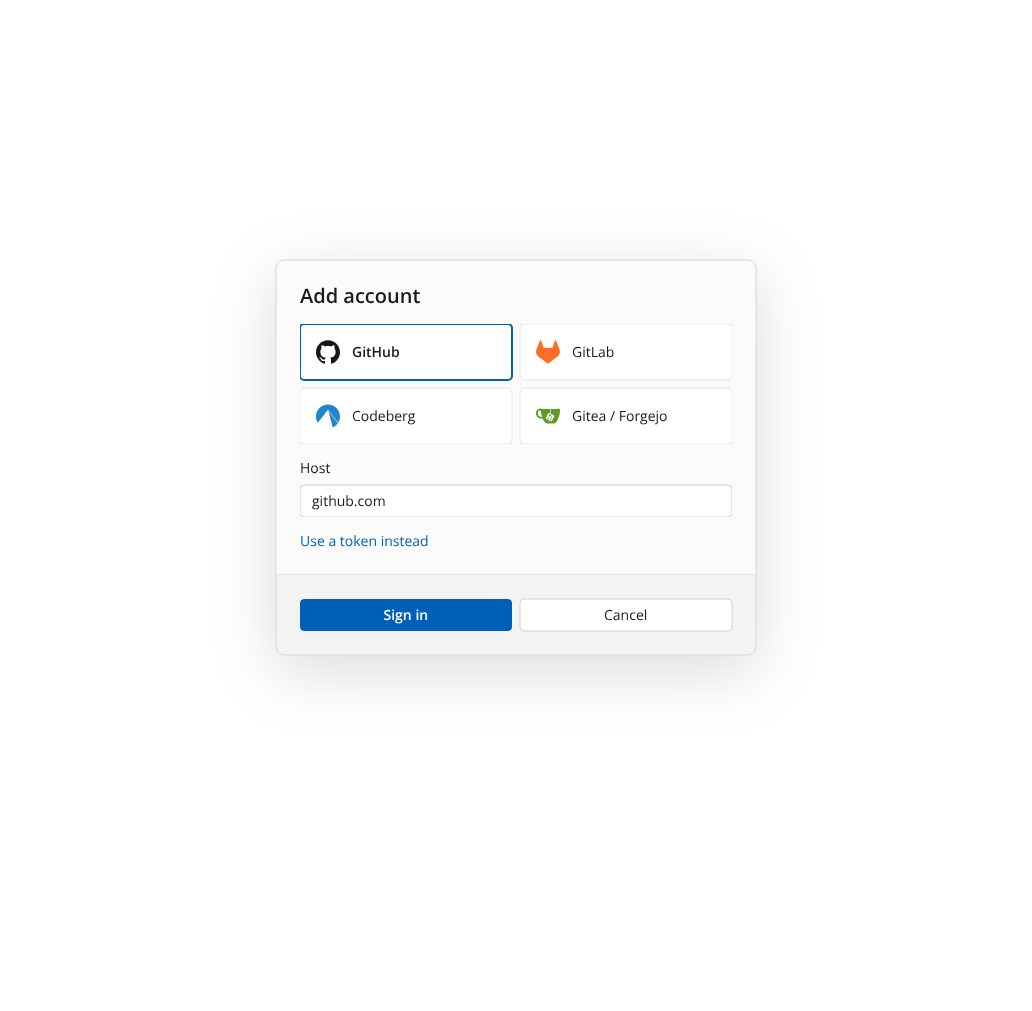 Add account
GitHub
GitLab
Codeberg
Gitea / Forgejo
Host
github.com
Use a token instead
Sign in
Cancel